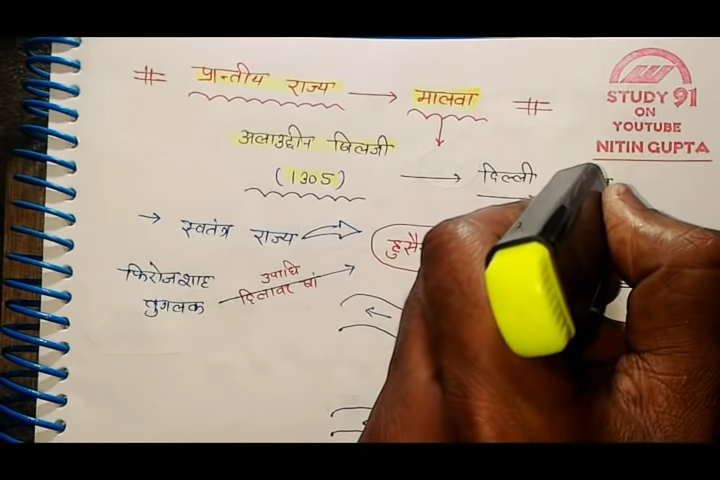 # प्रान्तीय राज्य → मालवा #
अलाउद्दीन खिलजी
(1305) → दिल्ली
→ स्वतंत्र राज्य
हुसै
फिरोजशाह
तुगलक
उपाधि
दिलावर खां
STUDY 91
ON
YOUTUBE
NITIN GUPTA